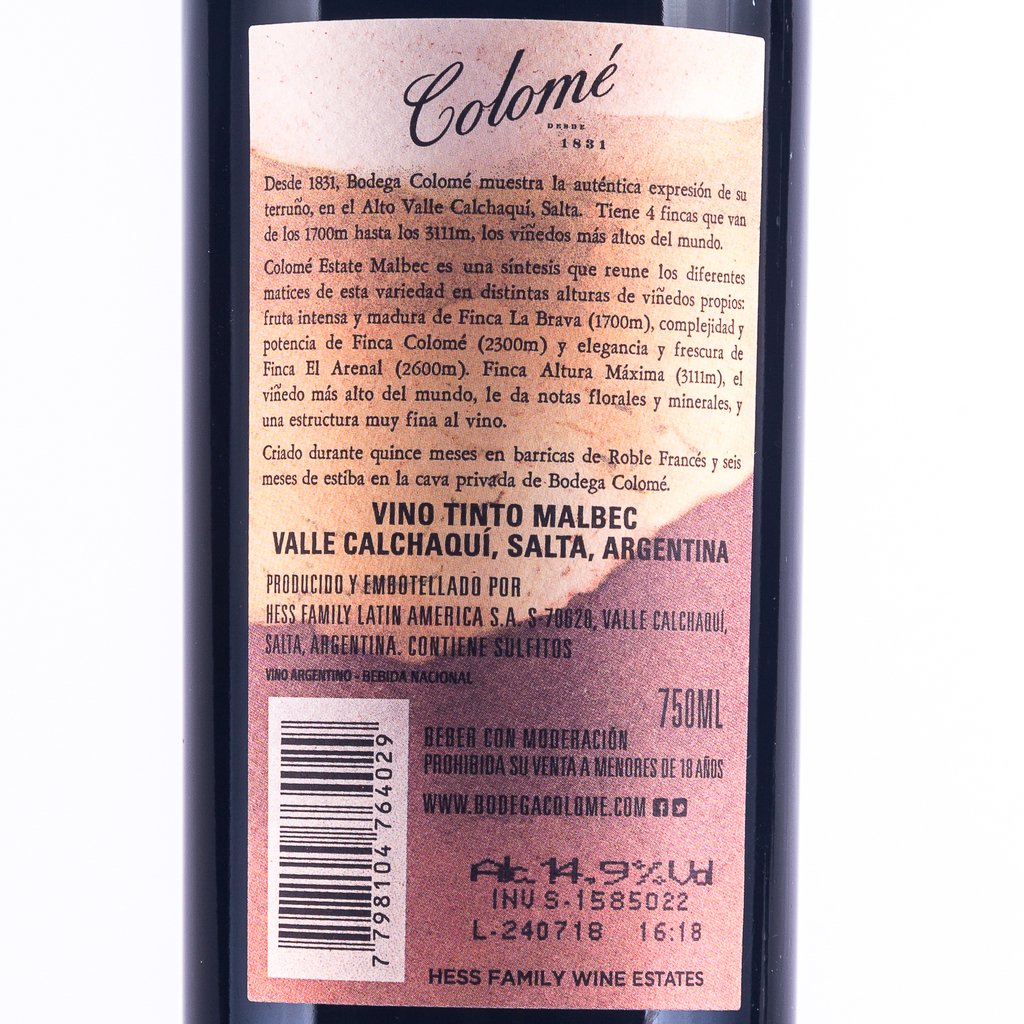 Colomé
DESDE
1831
Desde 1831, Bodega Colomé muestra la auténtica expresión de su
terruño, en el Alto Valle Calchaquí, Salta. Tiene 4 fincas que van
de los 1700m hasta los 3111m, los viñedos más altos del mundo.
Colomé Estate Malbec es una síntesis que reune los diferentes
matices de esta variedad en distintas alturas de viñedos propios:
fruta intensa y madura de Finca La Brava (1700m), complejidad y
potencia de Finca Colomé (2300m) y elegancia y frescura de
Finca El Arenal (2600m). Finca Altura Máxima (3111m), el
viñedo más alto del mundo, le da notas florales y minerales, y
una estructura muy fina al vino.
Criado durante quince meses en barricas de Roble Francés y seis
meses de estiba en la cava privada de Bodega Colomé.
VINO TINTO MALBEC
VALLE CALCHAQUÍ, SALTA, ARGENTINA
PRODUCIDO Y EMBOTELLADO POR
HESS FAMILY LATIN AMERICA S.A. S-70620, VALLE CALCHAQUÍ,
SALTA, ARGENTINA. CONTIENE SULFITOS
VINO ARGENTINO - BEBIDA NACIONAL
750ML
BEBER CON MODERACIÓN
PROHIBIDA SU VENTA A MENORES DE 18 AÑOS
WWW.BODEGACOLOME.COM
7 798104 764029
Alc. 14.9%Vol
INV S-1585022
L-240718 16:18
HESS FAMILY WINE ESTATES